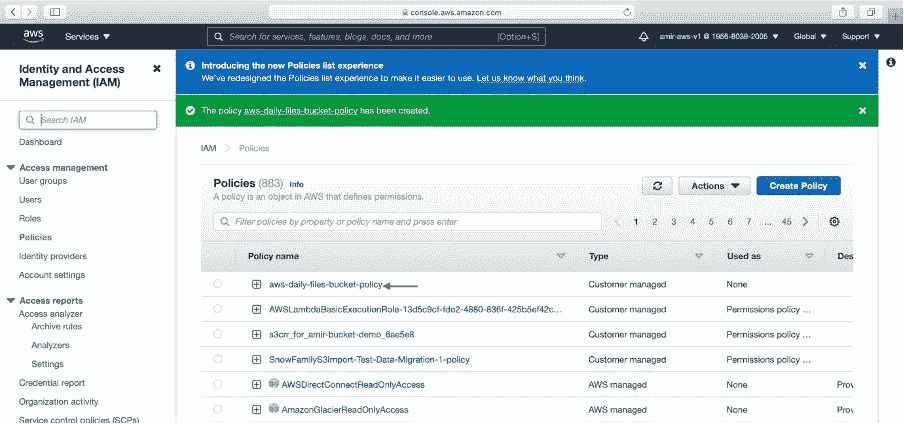 console.aws.amazon.com
aws
Services
Search for services, features, blogs, docs, and more
[Option+S]
amir-aws-v1 @ 1956-8039-2005
Global
Support
Identity and Access
Management (IAM)
Search IAM
Dashboard
Access management
User groups
Users
Roles
Policies
Identity providers
Account settings
Access reports
Access analyzer
Archive rules
Analyzers
Settings
Credential report
Organization activity
Service control policies (SCPs)
Introducing the new Policies list experience
We've redesigned the Policies list experience to make it easier to use. Let us know what you think.
The policy aws-daily-files-bucket-policy has been created.
IAM > Policies
Policies (883) Info
A policy is an object in AWS that defines permissions.
Actions
Create Policy
Filter policies by property or policy name and press enter
1 2 3 4 5 6 7 ... 45
Policy name Type Used as Des
aws-daily-files-bucket-policy Customer managed None
AWSLambdaBasicExecutionRole-13d5c9cf-fde2-4880-836f-425b5ef42c... Customer managed Permissions policy ...
s3crr_for_amir-bucket-demo_6ae5e8 Customer managed Permissions policy ...
SnowFamilyS3Import-Test-Data-Migration-1-policy Customer managed Permissions policy ...
AWSDirectConnectReadOnlyAccess AWS managed None Prov
AmazonGlacierReadOnlyAccess AWS managed None Prov